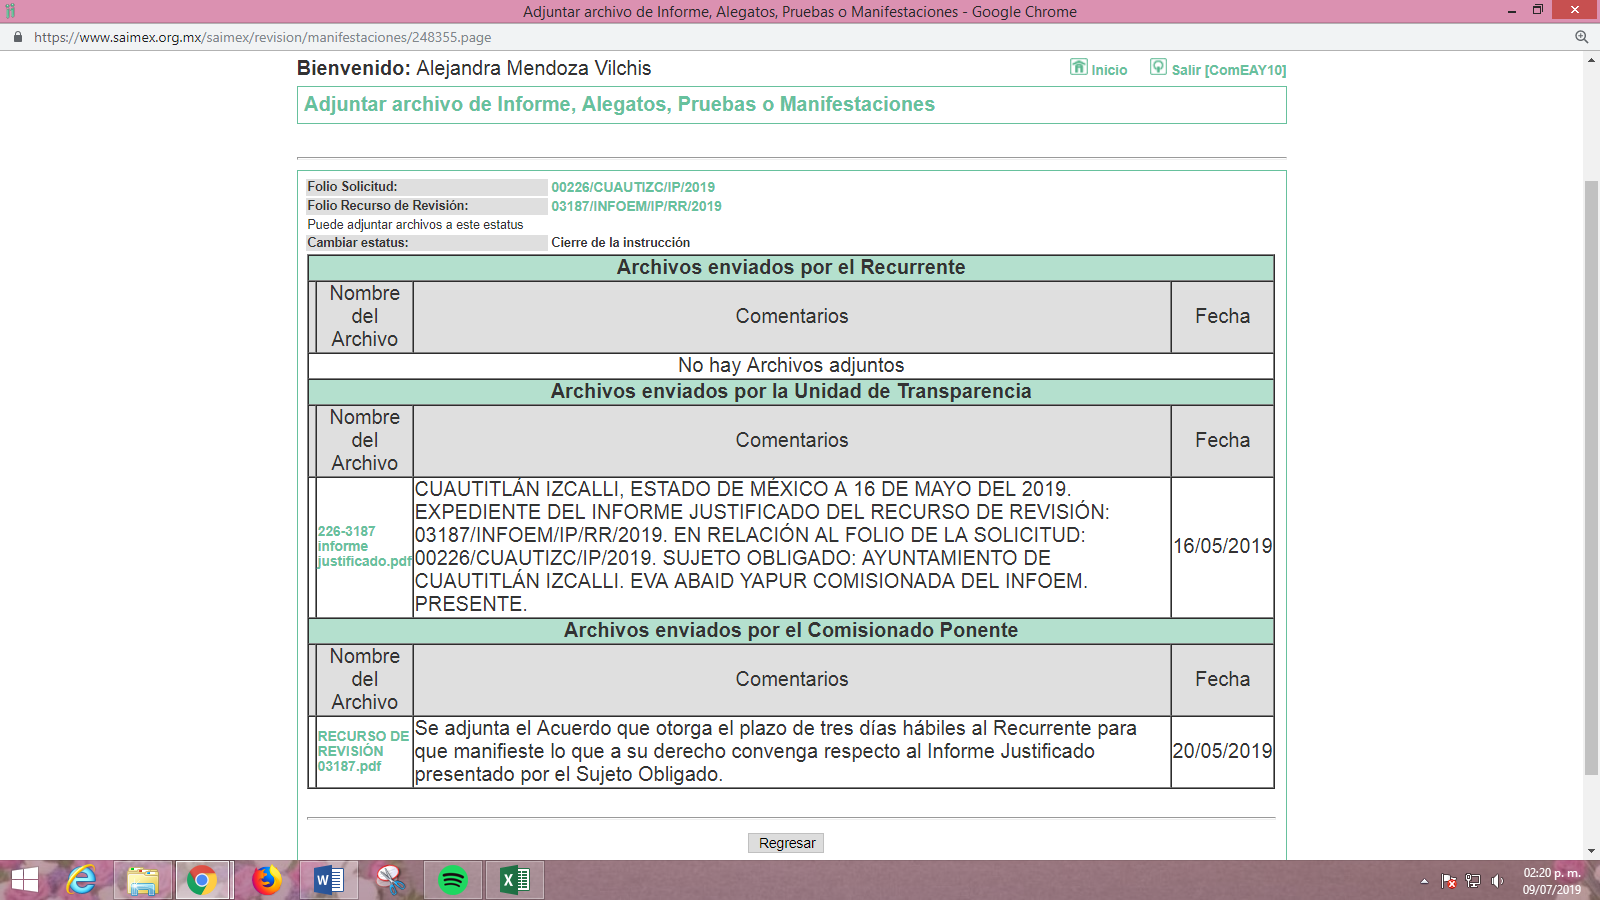 Adjuntar archivo de Informe, Alegatos, Pruebas o Manifestaciones - Google Chrome
https://www.saimex.org.mx/saimex/revision/manifestaciones/248355.page
Bienvenido: Alejandra Mendoza Vilchis
Inicio
Salir [ComEAY10]
Adjuntar archivo de Informe, Alegatos, Pruebas o Manifestaciones
Folio Solicitud: 00226/CUAUTIZC/IP/2019
Folio Recurso de Revisión: 03187/INFOEM/IP/RR/2019
Puede adjuntar archivos a este estatus
Cambiar estatus: Cierre de la instrucción
Archivos enviados por el Recurrente
Nombre
del
Archivo
Comentarios
Fecha
No hay Archivos adjuntos
Archivos enviados por la Unidad de Transparencia
Nombre
del
Archivo
Comentarios
Fecha
226-3187
informe
justificado.pdf
CUAUTITLÁN IZCALLI, ESTADO DE MÉXICO A 16 DE MAYO DEL 2019.
EXPEDIENTE DEL INFORME JUSTIFICADO DEL RECURSO DE REVISIÓN:
03187/INFOEM/IP/RR/2019. EN RELACIÓN AL FOLIO DE LA SOLICITUD:
00226/CUAUTIZC/IP/2019. SUJETO OBLIGADO: AYUNTAMIENTO DE
CUAUTITLÁN IZCALLI. EVA ABAID YAPUR COMISIONADA DEL INFOEM.
PRESENTE.
16/05/2019
Archivos enviados por el Comisionado Ponente
Nombre
del
Archivo
Comentarios
Fecha
RECURSO DE
REVISIÓN
03187.pdf
Se adjunta el Acuerdo que otorga el plazo de tres días hábiles al Recurrente para
que manifieste lo que a su derecho convenga respecto al Informe Justificado
presentado por el Sujeto Obligado.
20/05/2019
Regresar
02:20 p. m.
09/07/2019